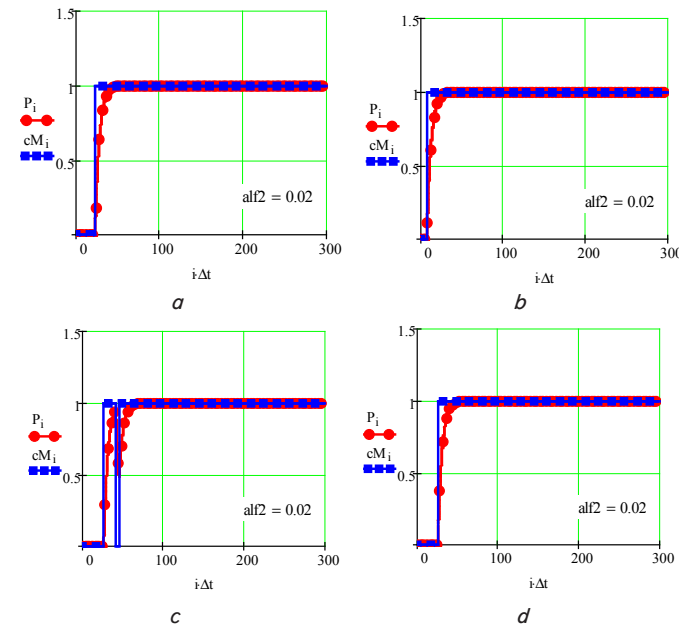 1.5
1
0.5
P i
cM i
alf2 = 0.02
0 100 200 300
i·Δt
a
1.5
1
0.5
P i
cM i
alf2 = 0.02
0 100 200 300
i·Δt
b
1.5
1
0.5
P i
cM i
alf2 = 0.02
0 100 200 300
i·Δt
c
1.5
1
0.5
P i
cM i
alf2 = 0.02
0 100 200 300
i·Δt
d